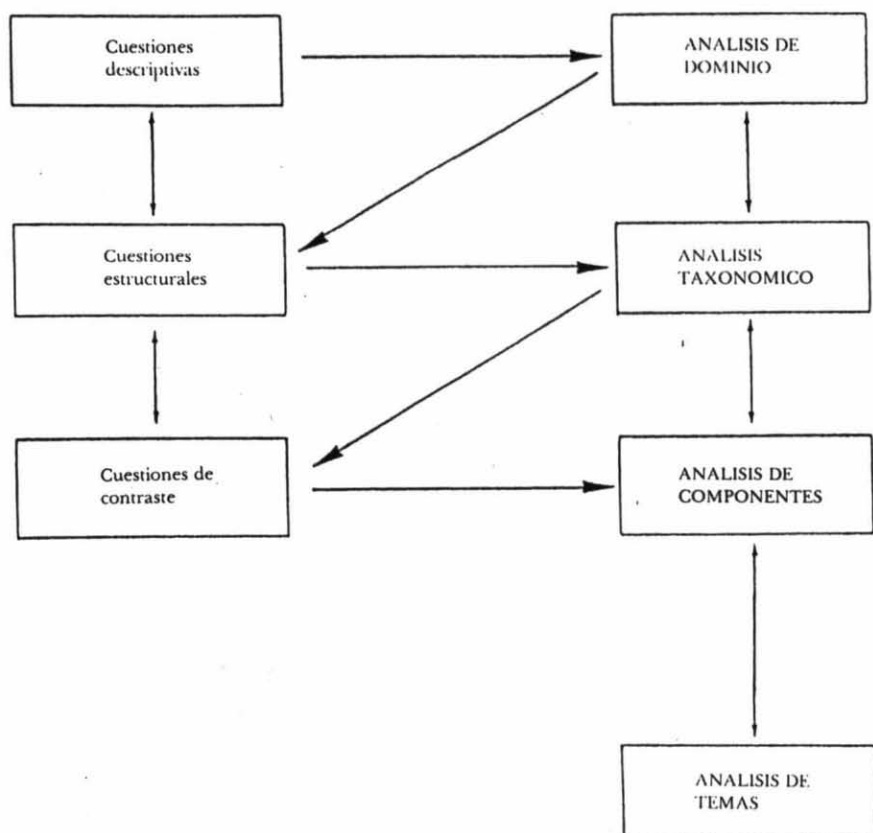 Cuestiones
descriptivas
ANALISIS DE
DOMINIO
Cuestiones
estructurales
ANALISIS
TAXONOMICO
Cuestiones de
contraste
ANALISIS DE
COMPONENTES
ANALISIS DE
TEMAS